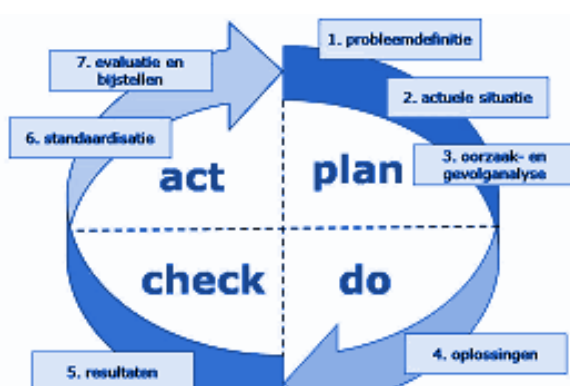 1. probleemdefinitie
7. evaluatie en
bijstellen
2. actuele situatie
6. standaardisatie
3. oorzaak- en
gevolganalyse
act
plan
check
do
4. oplossingen
5. resultaten